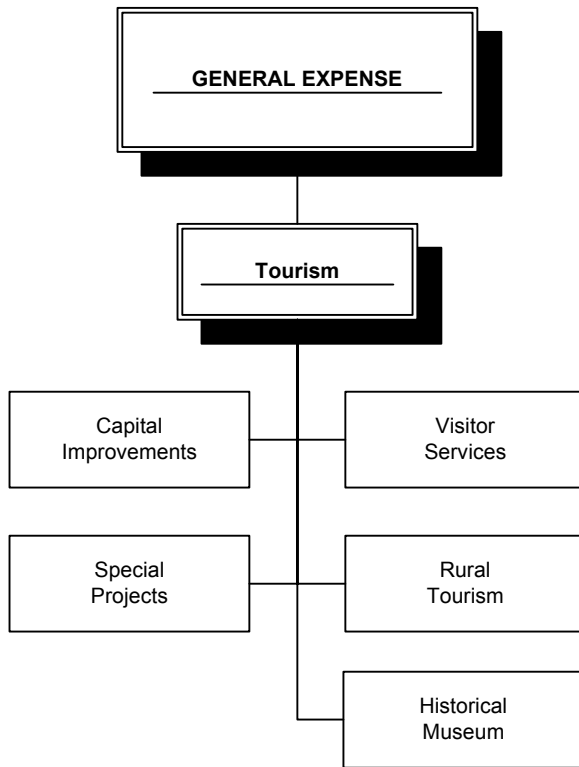 GENERAL EXPENSE
Tourism
Capital
Improvements
Visitor
Services
Special
Projects
Rural
Tourism
Historical
Museum